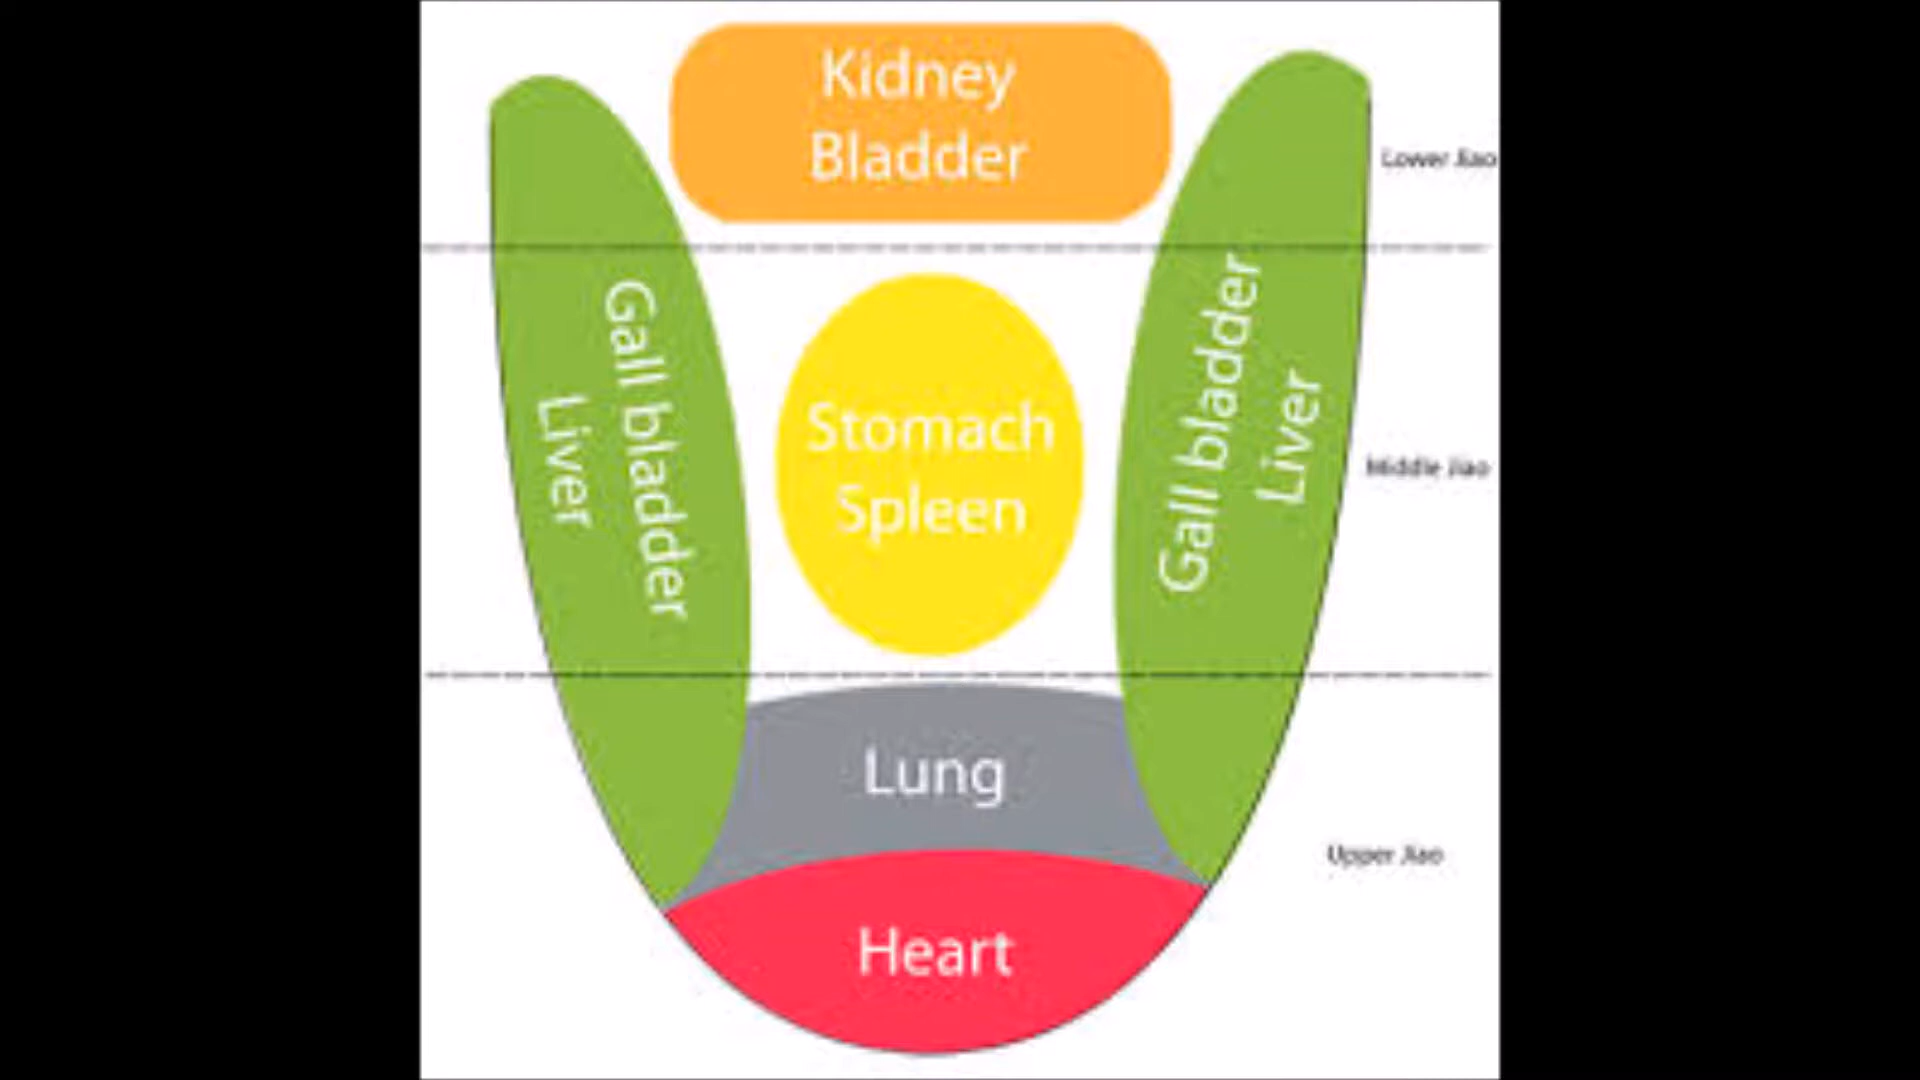 Kidney
Bladder
Lower Jiao
Gall bladder
Liver
Stomach
Spleen
Gall bladder
Liver
Middle Jiao
Lung
Upper Jiao
Heart